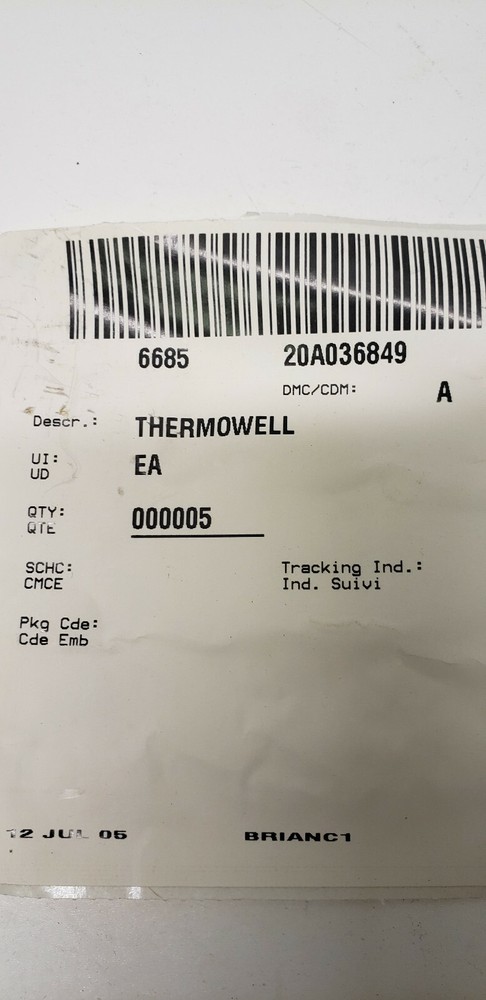 6685 20A036849
DMC/CDM: A
Descr.: THERMOWELL
UI: EA
UD
QTY: 000005
QTE
SCHC: Tracking Ind.:
CMCE Ind. Suivi
Pkg Cde:
Cde Emb
12 JUL 05 BRIANC1